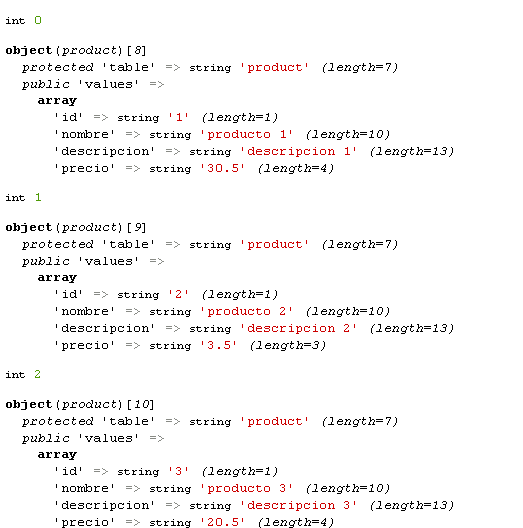 int 0
object(product)[8]
protected 'table' => string 'product' (length=7)
public 'values' =>
array
'id' => string '1' (length=1)
'nombre' => string 'producto 1' (length=10)
'descripcion' => string 'descripcion 1' (length=13)
'precio' => string '30.5' (length=4)
int 1
object(product)[9]
protected 'table' => string 'product' (length=7)
public 'values' =>
array
'id' => string '2' (length=1)
'nombre' => string 'producto 2' (length=10)
'descripcion' => string 'descripcion 2' (length=13)
'precio' => string '3.5' (length=3)
int 2
object(product)[10]
protected 'table' => string 'product' (length=7)
public 'values' =>
array
'id' => string '3' (length=1)
'nombre' => string 'producto 3' (length=10)
'descripcion' => string 'descripcion 3' (length=13)
'precio' => string '20.5' (length=4)